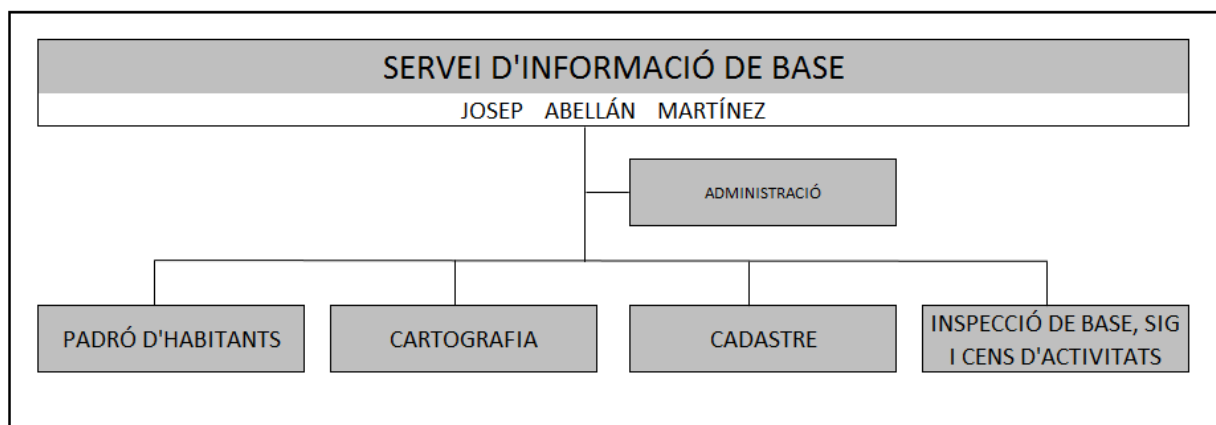 SERVEI D'INFORMACIÓ DE BASE
JOSEP ABELLÁN MARTÍNEZ
ADMINISTRACIÓ
PADRÓ D'HABITANTS
CARTOGRAFIA
CADASTRE
INSPECCIÓ DE BASE, SIG
I CENS D'ACTIVITATS